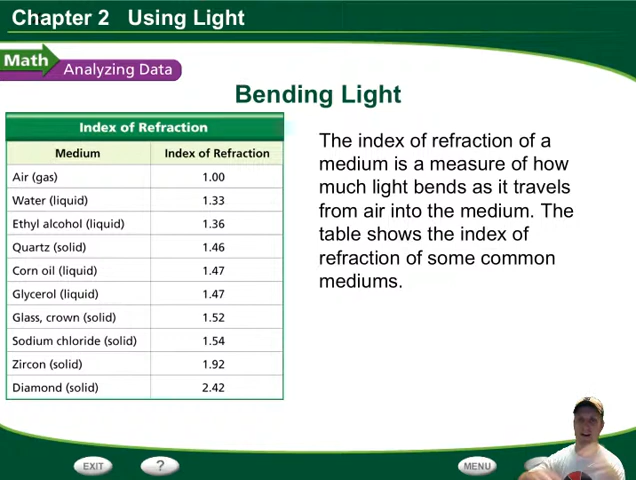 Chapter 2 Using Light
Math
Analyzing Data
Bending Light
Index of Refraction
Medium Index of Refraction
Air (gas) 1.00
Water (liquid) 1.33
Ethyl alcohol (liquid) 1.36
Quartz (solid) 1.46
Corn oil (liquid) 1.47
Glycerol (liquid) 1.47
Glass, crown (solid) 1.52
Sodium chloride (solid) 1.54
Zircon (solid) 1.92
Diamond (solid) 2.42
The index of refraction of a
medium is a measure of how
much light bends as it travels
from air into the medium. The
table shows the index of
refraction of some common
mediums.
EXIT ? MENU